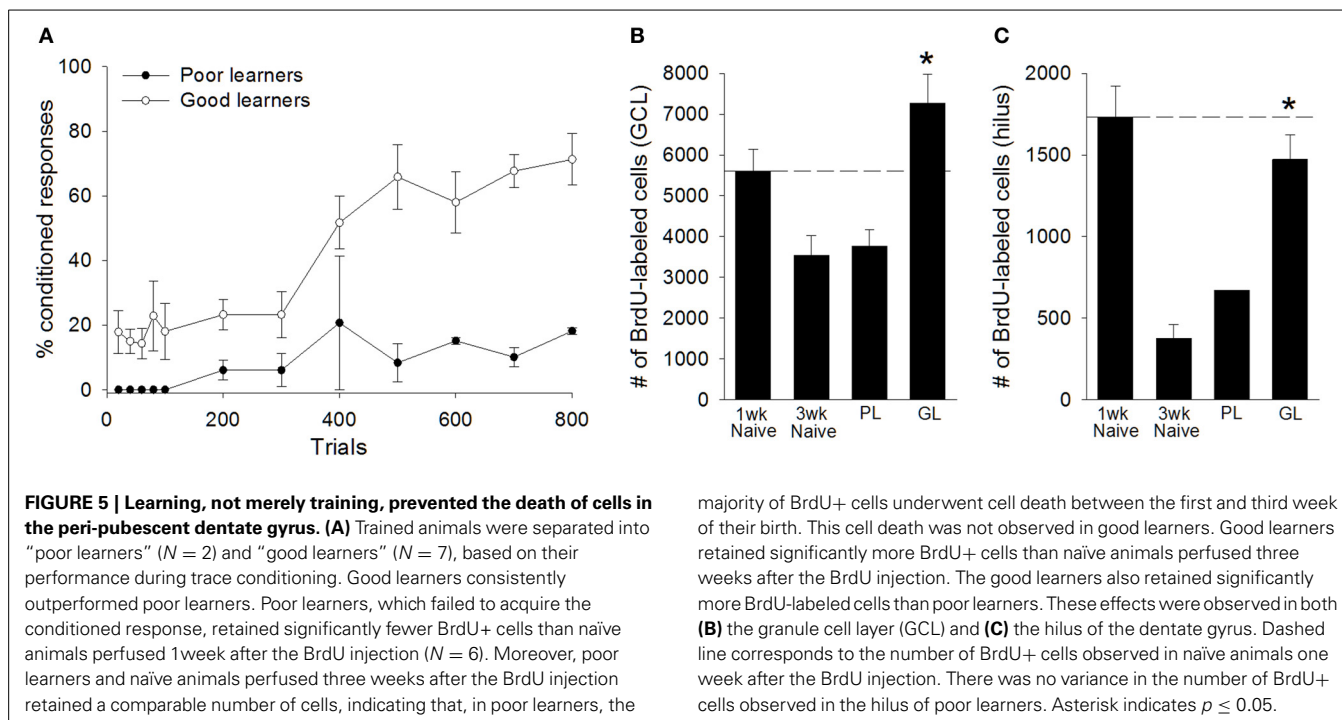 A
100
80
60
40
20
0
% conditioned responses
Poor learners
Good learners
0
200
400
600
800
Trials
B
*
8000
7000
6000
5000
4000
3000
2000
1000
0
# of BrdU-labeled cells (GCL)
1wk
Naive
3wk
Naive
PL
GL
C
*
2000
1500
1000
500
0
# of BrdU-labeled cells (hilus)
1wk
Naive
3wk
Naive
PL
GL
FIGURE 5 | Learning, not merely training, prevented the death of cells in
the peri-pubescent dentate gyrus. (A) Trained animals were separated into
"poor learners" (N = 2) and "good learners" (N = 7), based on their
performance during trace conditioning. Good learners consistently
outperformed poor learners. Poor learners, which failed to acquire the
conditioned response, retained significantly fewer BrdU+ cells than naïve
animals perfused 1week after the BrdU injection (N = 6). Moreover, poor
learners and naïve animals perfused three weeks after the BrdU injection
retained a comparable number of cells, indicating that, in poor learners, the
majority of BrdU+ cells underwent cell death between the first and third week
of their birth. This cell death was not observed in good learners. Good learners
retained significantly more BrdU+ cells than naïve animals perfused three
weeks after the BrdU injection. The good learners also retained significantly
more BrdU-labeled cells than poor learners. These effects were observed in both
(B) the granule cell layer (GCL) and (C) the hilus of the dentate gyrus. Dashed
line corresponds to the number of BrdU+ cells observed in naïve animals one
week after the BrdU injection. There was no variance in the number of BrdU+
cells observed in the hilus of poor learners. Asterisk indicates p ≤ 0.05.